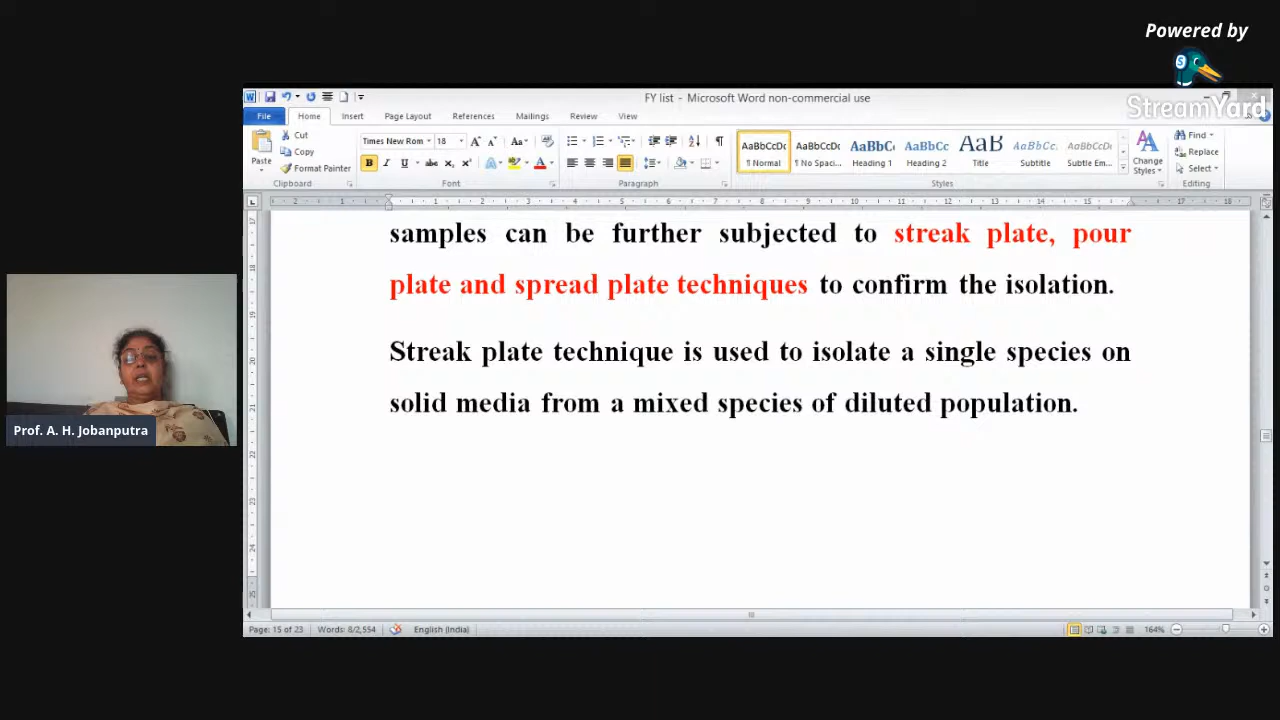 Powered by
StreamYard
FY list - Microsoft Word non-commercial use
File Home Insert Page Layout References Mailings Review View
Paste
Cut
Copy
Format Painter
Clipboard
Times New Rom 18
Font
Paragraph
AaBbCcDc AaBbCcDc AaBbC AaBbCc AaB AaBbCc. AaBbCcDc
¶ Normal ¶ No Spaci... Heading 1 Heading 2 Title Subtitle Subtle Em...
Change Styles
Styles
Find
Replace
Select
Editing
samples can be further subjected to streak plate, pour
plate and spread plate techniques to confirm the isolation.
Streak plate technique is used to isolate a single species on
solid media from a mixed species of diluted population.
Prof. A. H. Jobanputra
Page: 15 of 23 Words: 8/2,554 English (India) 164%